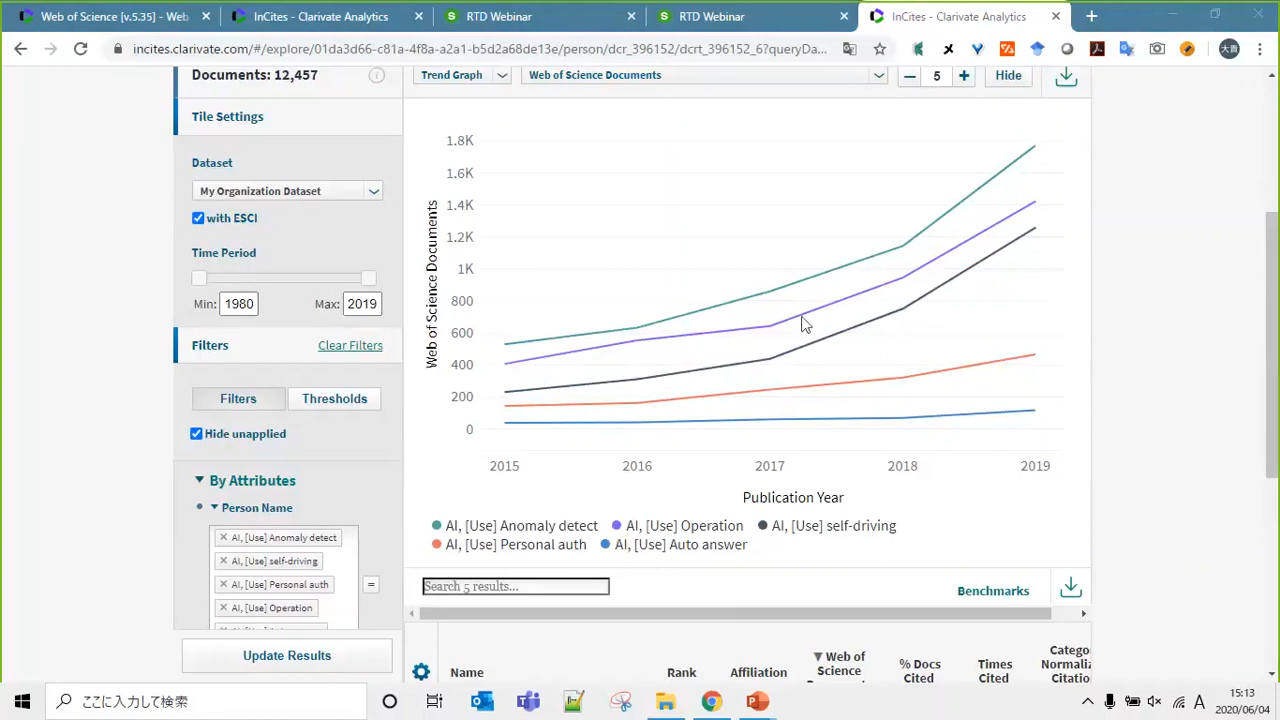 Web of Science [v.5.35] - Web
InCites - Clarivate Analytics
RTD Webinar
RTD Webinar
InCites - Clarivate Analytics
incites.clarivate.com/#/explore/01da3d66-c81a-4f8a-a2a1-b5d2a68de13e/person/dcr_396152/dcrt_396152_6?queryDa...
大貴
Documents: 12,457
Trend Graph
Web of Science Documents
5
Hide
Tile Settings
Dataset
My Organization Dataset
with ESCI
Time Period
Min: 1980
Max: 2019
Filters
Clear Filters
Filters
Thresholds
Hide unapplied
By Attributes
Person Name
AI, [Use] Anomaly detect
AI, [Use] self-driving
AI, [Use] Personal auth
AI, [Use] Operation
=
Update Results
Web of Science Documents
1.8K
1.6K
1.4K
1.2K
1K
800
600
400
200
0
2015 2016 2017 2018 2019
Publication Year
AI, [Use] Anomaly detect AI, [Use] Operation AI, [Use] self-driving
AI, [Use] Personal auth AI, [Use] Auto answer
Search 5 results...
Benchmarks
Name
Rank
Affiliation
Web of
Science
% Docs
Cited
Times
Cited
Catego
Normaliz
Citatio
ここに入力して検索
A
15:13
2020/06/04